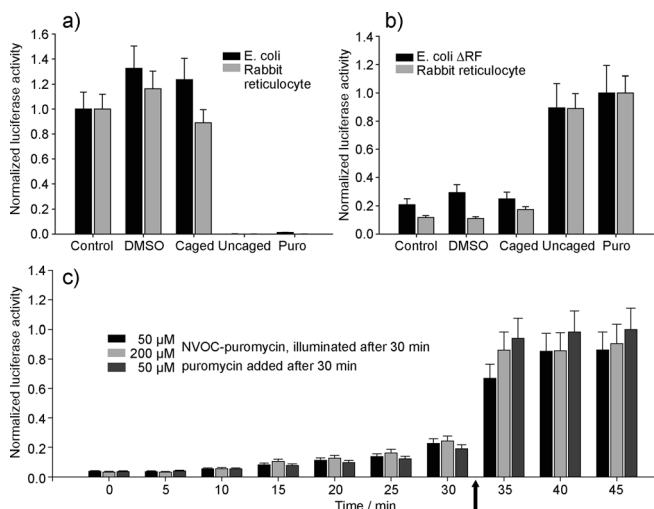 a)
Normalized luciferase activity
1.6
1.4
1.2
1.0
0.8
0.6
0.4
0.2
0.0
E. coli
Rabbit
reticulocyte
Control DMSO Caged Uncaged Puro
b)
Normalized luciferase activity
1.4
1.2
1.0
0.8
0.6
0.4
0.2
0.0
E. coli ΔRF
Rabbit reticulocyte
Control DMSO Caged Uncaged Puro
c)
Normalized luciferase activity
1.4
1.2
1.0
0.8
0.6
0.4
0.2
0.0
50 µM
200 µM
NVOC-puromycin, illuminated after 30 min
50 µM puromycin added after 30 min
0 5 10 15 20 25 30 35 40 45
Time / min